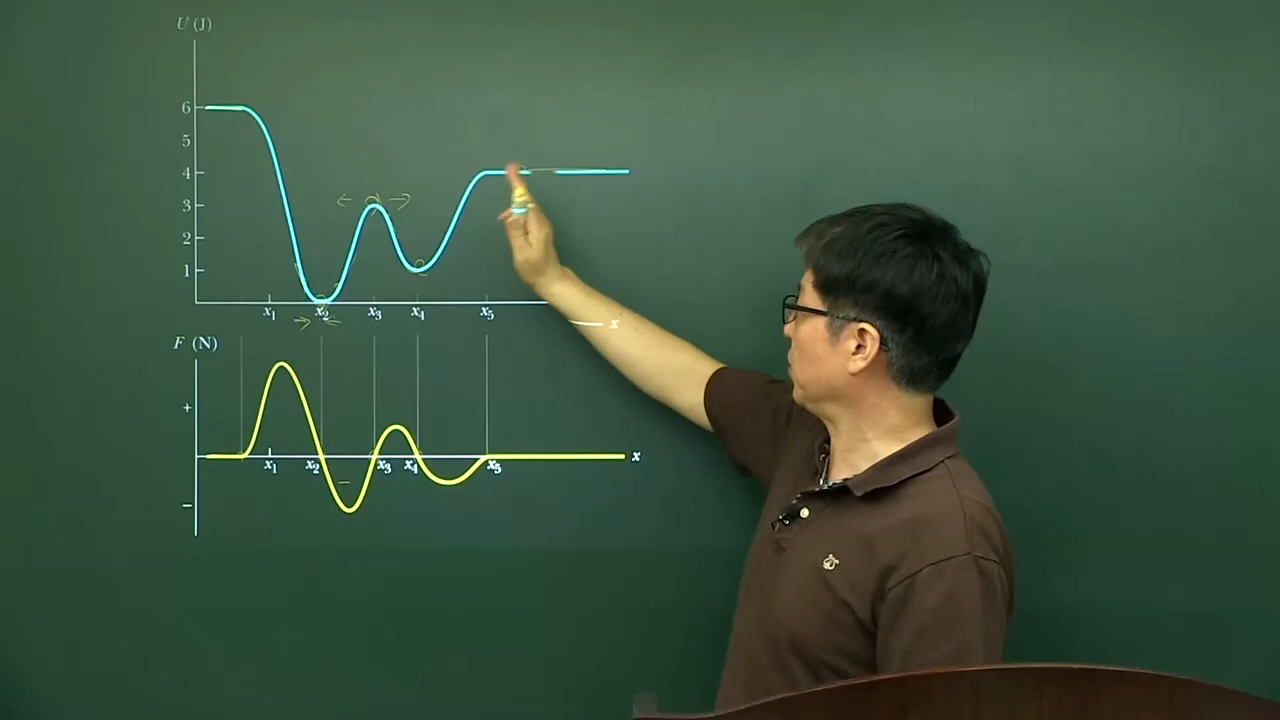 U (J)
6
5
4
3
2
1
x₁ x₂ x₃ x₄ x₅
x
F (N)
+
x₁ x₂ x₃ x₄ x₅ x
−
−